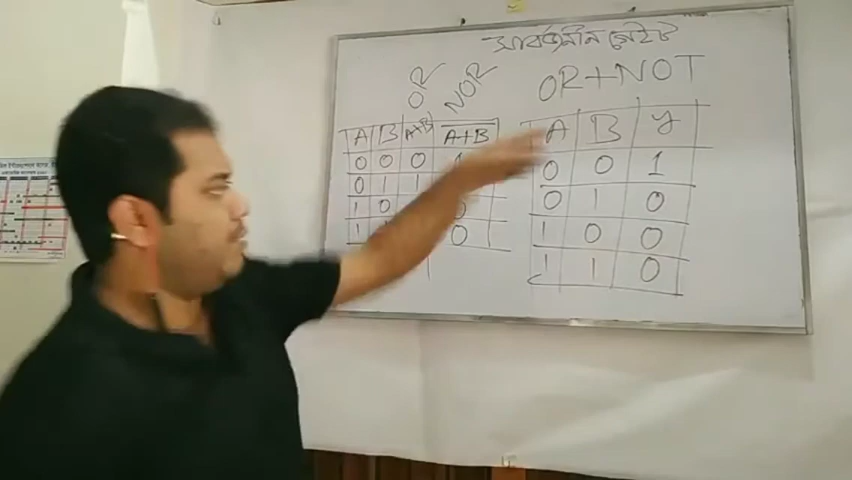 সার্বজনীন গেইট
OR NOR OR+NOT
A B A+B A+B
0 0 0 1
0 1 1
1 0
0
A B y
0 0 1
0 1 0
1 0 0
1 1 0